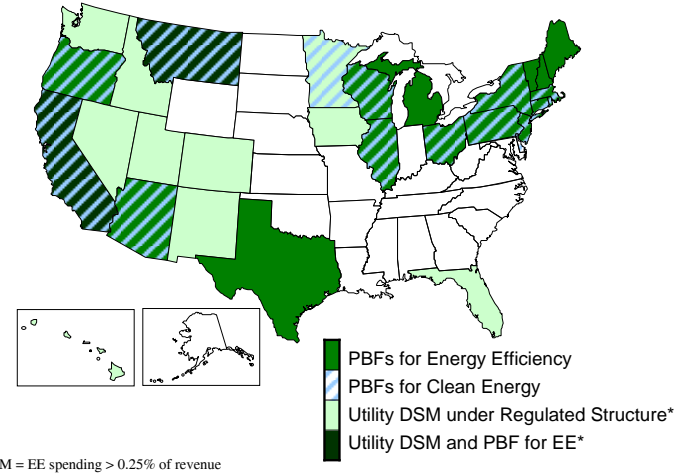 PBFs for Energy Efficiency
PBFs for Clean Energy
Utility DSM under Regulated Structure*
Utility DSM and PBF for EE*
M = EE spending > 0.25% of revenue